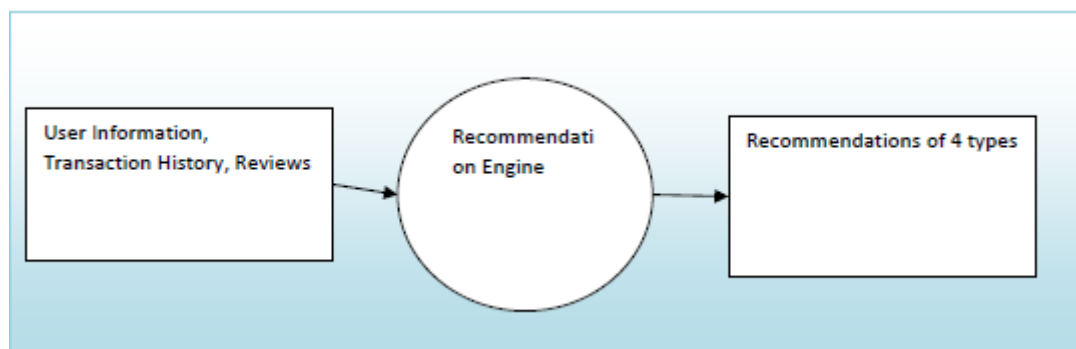 User Information,
Transaction History, Reviews
Recommendati
on Engine
Recommendations of 4 types